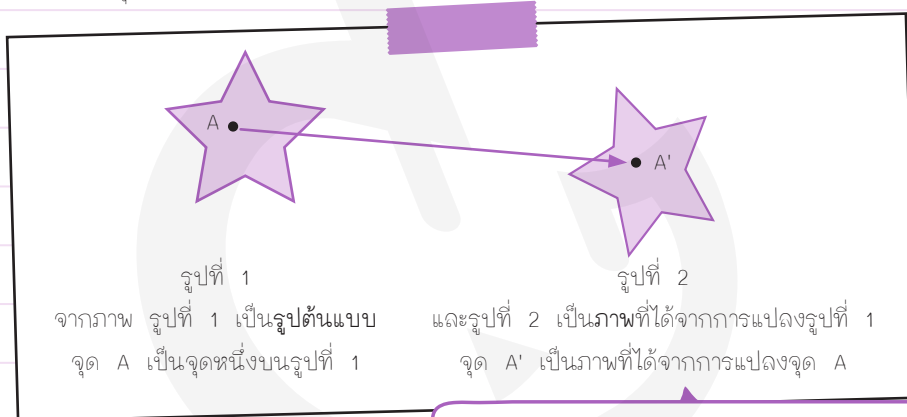 A
A'
รูปที่ 1
รูปที่ 2
จากภาพ รูปที่ 1 เป็นรูปต้นแบบ
และรูปที่ 2 เป็นภาพที่ได้จากการแปลงรูปที่ 1
จุด A เป็นจุดหนึ่งบนรูปที่ 1
จุด A' เป็นภาพที่ได้จากการแปลงจุด A